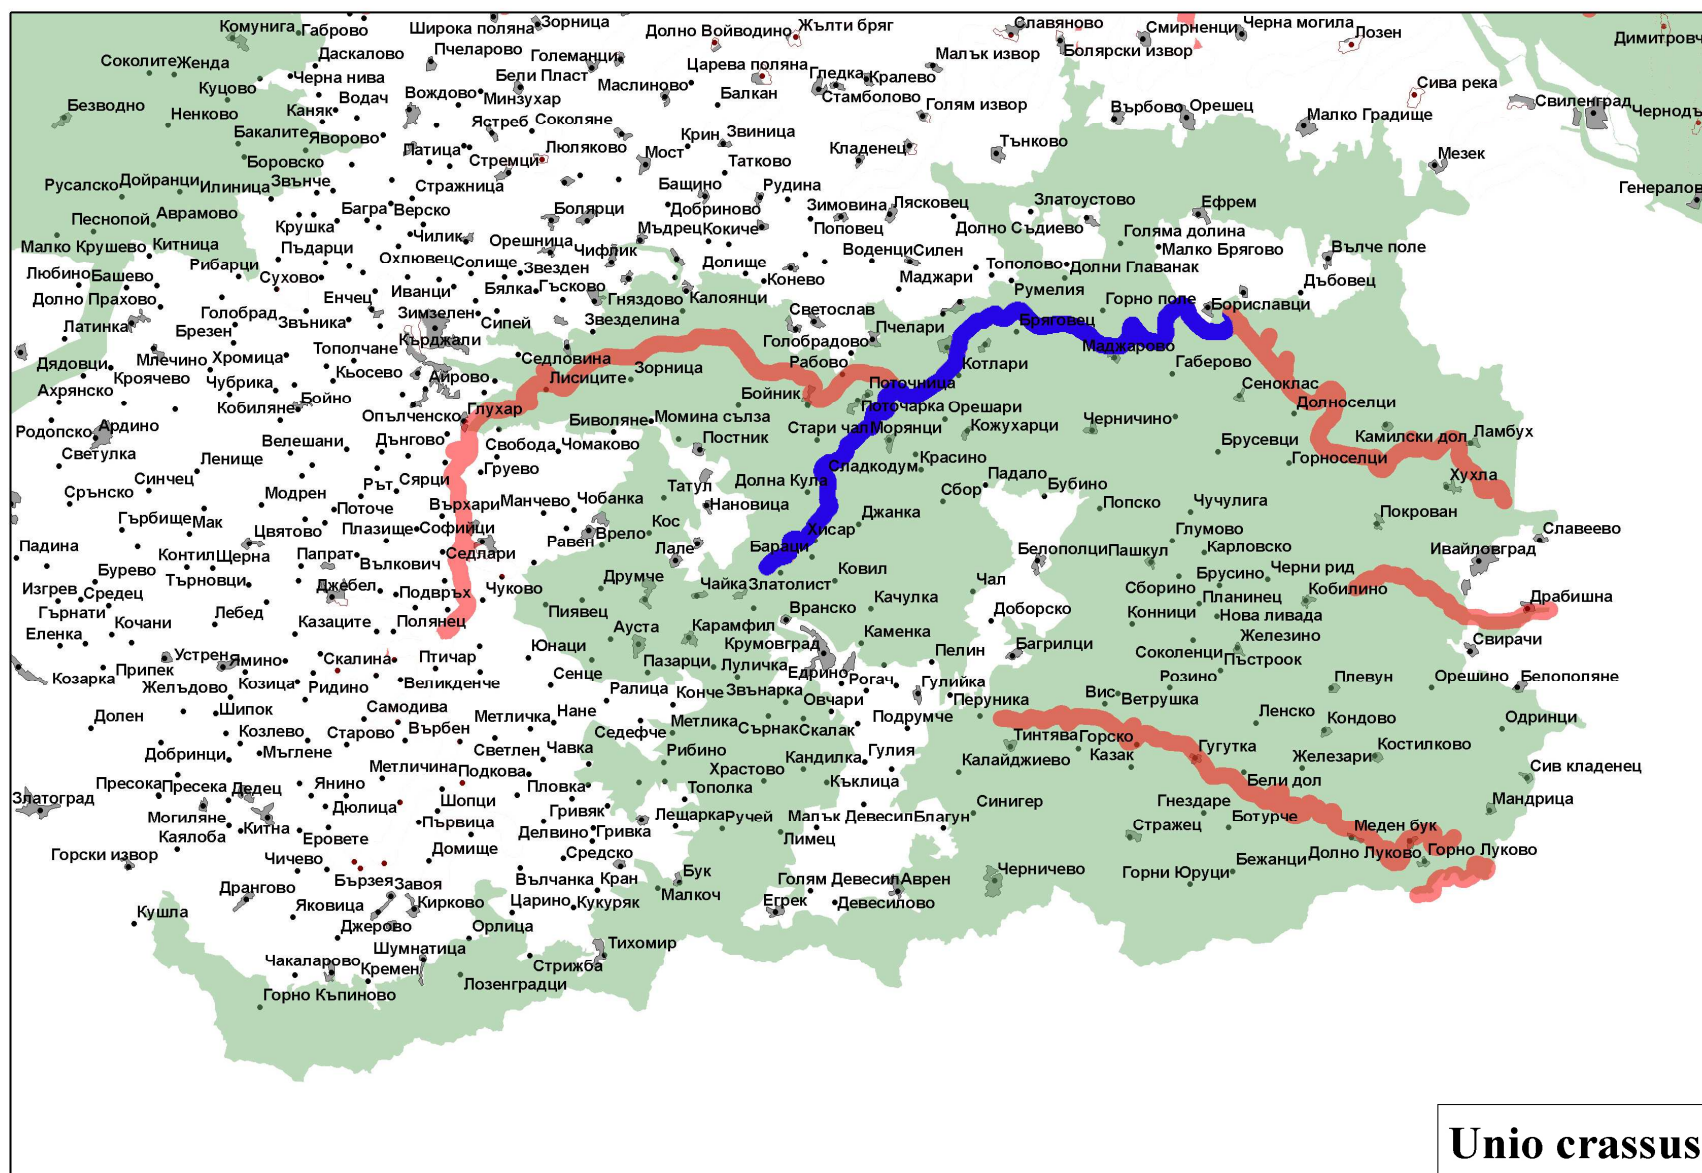 Комунига
Габрово
Широка поляна
Зорница
Долно Войводино
Жълти бряг
Славяново
Смирненци
Черна могила
Лозен
Димитровч
Соколите
Женда
Даскалово
Пчеларово
Големанци
Царева поляна
Гледка
Кралево
Малък извор
Болярски извор
Куцово
Черна нива
Бели Пласт
Маслиново
Балкан
Стамболово
Голям извор
Сива река
Свиленград
Безводно
Ненково
Каняк
Водач
Вождово
Минзухар
Върбово
Орешец
Малко Градище
Чернодъ
Бакалите
Яворово
Ястреб
Соколяне
Крин
Звиница
Кладенец
Тънково
Мезек
Боровско
Латица
Стремци
Люляково
Мост
Татково
Русалско
Дойранци
Илиница
Звънче
Стражница
Бащино
Рудина
Златоустово
Ефрем
Генералов
Песнопой
Аврамово
Багра
Верско
Болярци
Добриново
Зимовина
Лясковец
Крушка
Мъдрец
Кокиче
Поповец
Долно Съдиево
Голяма долина
Малко Крушево
Китница
Пъдарци
Чилик
Орешница
Чифлик
Воденци
Силен
Малко Брягово
Вълче поле
Любино
Башево
Рибарци
Сухово
Охлювец
Солище
Звезден
Долище
Конево
Маджари
Тополово
Долни Главанак
Дъбовец
Долно Прахово
Голобрад
Енчец
Иванци
Бялка
Гъсково
Гняздово
Калоянци
Румелия
Горно поле
Бориславци
Латинка
Брезен
Звъника
Зимзелен
Сипей
Звезделина
Светослав
Пчелари
Бряговец
Дядовци
Млечино
Хромица
Тополчане
Кърджали
Седловина
Голобрадово
Маджарово
Габерово
Ахрянско
Кроячево
Чубрика
Кьосево
Айрово
Лисиците
Зорница
Рабово
Поточница
Котлари
Сеноклас
Родопско
Ардино
Кобиляне
Бойно
Опълченско
Глухар
Биволяне
Момина сълза
Бойник
Поточарка
Орешари
Черничино
Долноселци
Светулка
Велешани
Дънгово
Свобода
Чомаково
Постник
Стари чал
Морянци
Кожухарци
Брусевци
Камилски дол
Ламбух
Ленище
Синчец
Рът
Сярци
Груево
Татул
Долна Кула
Сладкодум
Красино
Падало
Горноселци
Хухла
Срънско
Модрен
Поточе
Върхари
Манчево
Чобанка
Нановица
Сбор
Бубино
Попско
Чучулига
Гърбище
Мак
Цвятово
Плазище
Софийци
Равен
Врело
Кос
Хисар
Джанка
Глумово
Покрован
Славеево
Падина
Контил
Щерна
Папрат
Вълкович
Седлари
Лале
Бараци
Белополци
Пашкул
Карловско
Ивайловград
Изгрев
Бурево
Търновци
Джебел
Чуково
Друмче
Чайка
Златолист
Ковил
Чал
Сборино
Брусино
Черни рид
Кобилино
Гърнати
Средец
Лебед
Подвръх
Пиявец
Вранско
Качулка
Доборско
Конници
Планинец
Нова ливада
Драбишна
Еленка
Кочани
Казаците
Полянец
Юнаци
Ауста
Карамфил
Крумовград
Каменка
Багрилци
Железино
Свирачи
Козарка
Припек
Устрен
Ямино
Скалина
Птичар
Сенце
Пазарци
Луличка
Едрино
Пелин
Соколенци
Пъстроок
Желъдово
Козица
Ридино
Великденче
Ралица
Конче
Звънарка
Рогач
Гулийка
Перуника
Розино
Плевун
Орешино
Белополяне
Долен
Шипок
Самодива
Метличка
Нане
Метлика
Овчари
Подрумче
Вис
Ветрушка
Ленско
Кондово
Одринци
Добринци
Козлево
Мъглене
Старово
Върбен
Светлен
Чавка
Седефче
Рибино
Сърнак
Скалак
Гулия
Тинтява
Горско
Казак
Гугутка
Железари
Костилково
Пресока
Пресека
Дедец
Янино
Метличина
Подкова
Пловка
Храстово
Кандилка
Къклица
Калайджиево
Бели дол
Сив кладенец
Златоград
Могиляне
Китна
Дюлица
Шопци
Гривяк
Тополка
Малък Девесил
Благун
Синигер
Гнездаре
Мандрица
Каялоба
Еровете
Първица
Делвино
Гривка
Лещарка
Ручей
Лимец
Стражец
Ботурче
Меден бук
Горски извор
Чичево
Домище
Средско
Бук
Бежанци
Долно Луково
Горно Луково
Дрангово
Бързея
Завоя
Вълчанка
Кран
Малкоч
Голям Девесил
Аврен
Черничево
Горни Юруци
Кушла
Яковица
Кирково
Царино
Кукуряк
Егрек
Девесилово
Джерово
Орлица
Шумнатица
Тихомир
Чакаларово
Кремен
Стрижба
Горно Къпиново
Лозенградци
Unio crassus